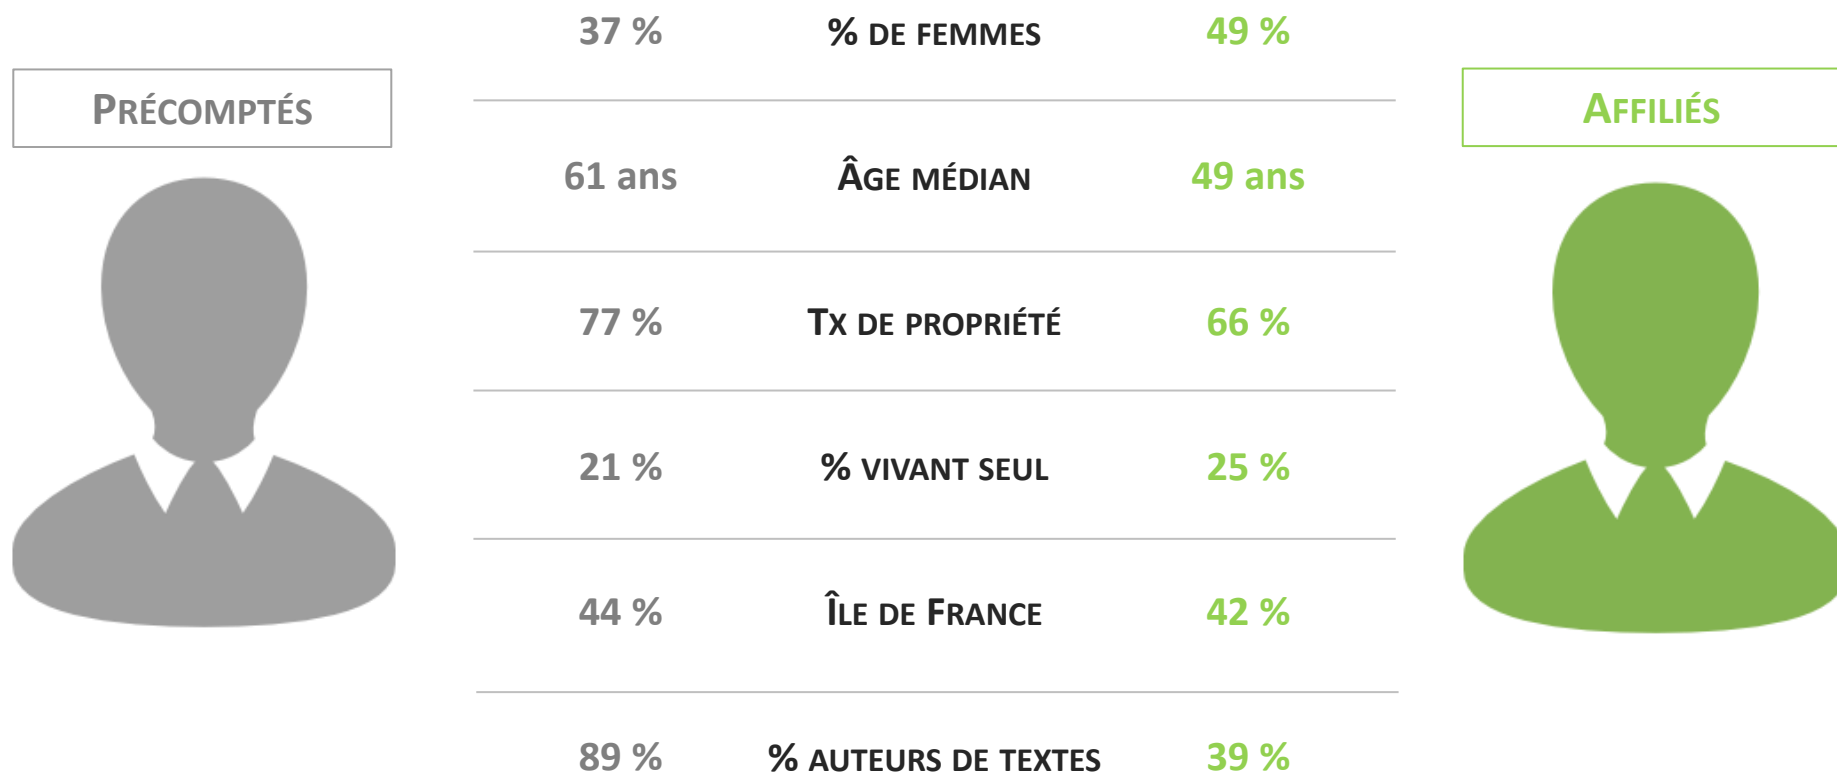 37 % % DE FEMMES 49 %
PRÉCOMPTÉS AFFILIÉS
61 ans ÂGE MÉDIAN 49 ans
77 % TX DE PROPRIÉTÉ 66 %
21 % % VIVANT SEUL 25 %
44 % ÎLE DE FRANCE 42 %
89 % % AUTEURS DE TEXTES 39 %